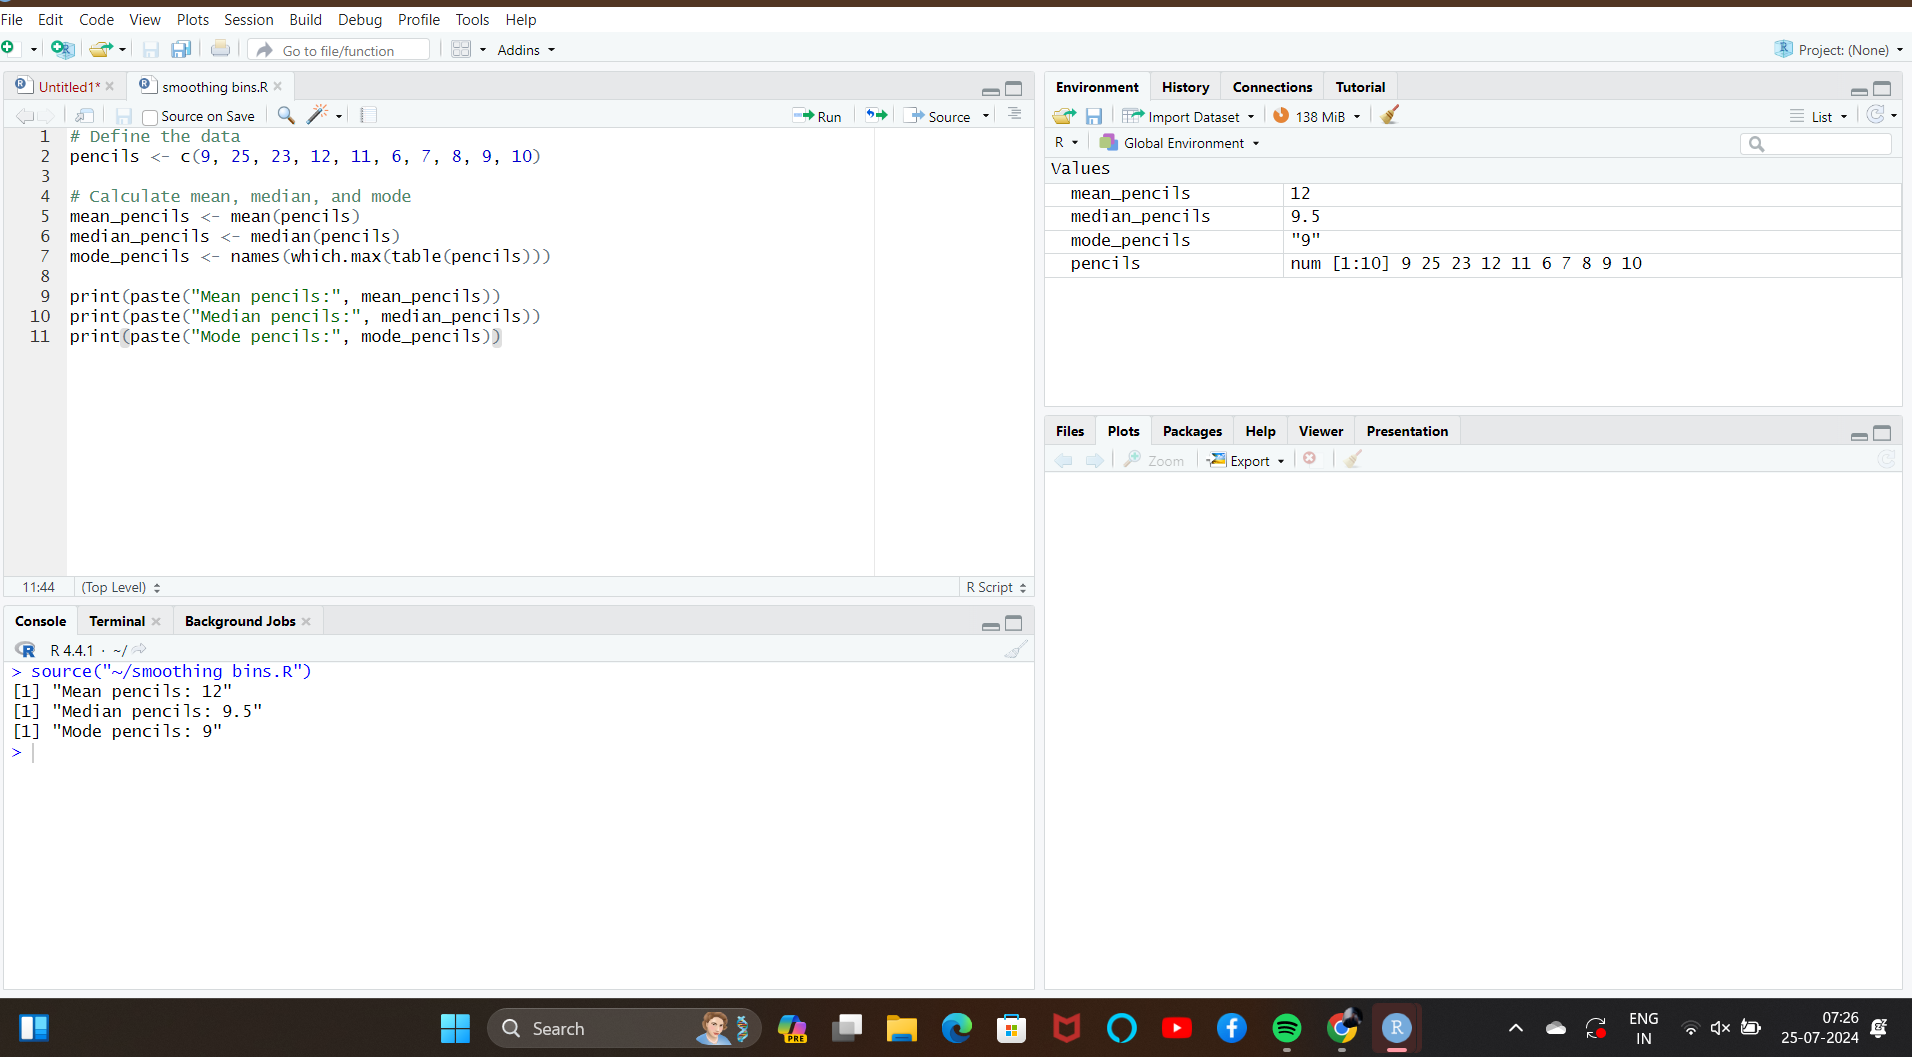 File Edit Code View Plots Session Build Debug Profile Tools Help
Go to file/function Addins Project: (None)
Untitled1* smoothing bins.R
Source on Save Run Source
1 # Define the data
2 pencils <- c(9, 25, 23, 12, 11, 6, 7, 8, 9, 10)
3
4 # Calculate mean, median, and mode
5 mean_pencils <- mean(pencils)
6 median_pencils <- median(pencils)
7 mode_pencils <- names(which.max(table(pencils)))
8
9 print(paste("Mean pencils:", mean_pencils))
10 print(paste("Median pencils:", median_pencils))
11 print(paste("Mode pencils:", mode_pencils))
11:44 (Top Level) R Script
Console Terminal Background Jobs
R R 4.4.1 · ~/
> source("~/smoothing bins.R")
[1] "Mean pencils: 12"
[1] "Median pencils: 9.5"
[1] "Mode pencils: 9"
>
Environment History Connections Tutorial
Import Dataset 138 MiB List
R Global Environment
Values
mean_pencils 12
median_pencils 9.5
mode_pencils "9"
pencils num [1:10] 9 25 23 12 11 6 7 8 9 10
Files Plots Packages Help Viewer Presentation
Zoom Export
Search PRE R ENG 07:26
IN 25-07-2024